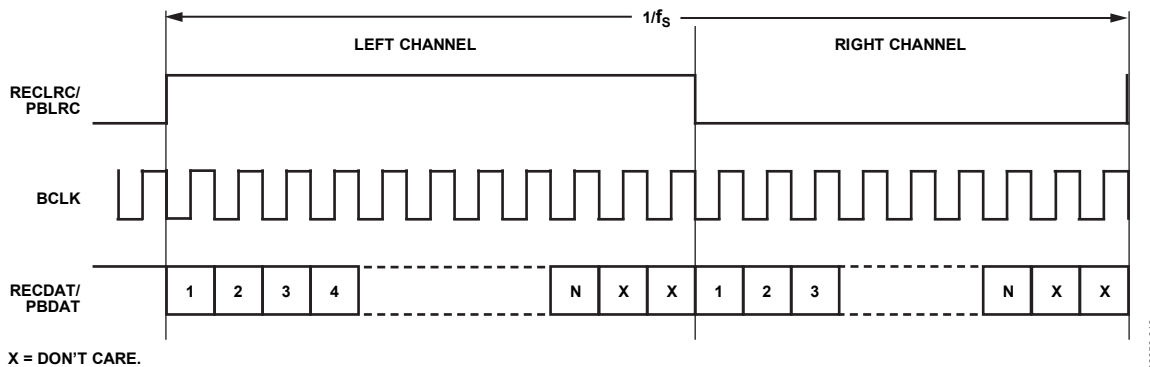 1/fS
LEFT CHANNEL RIGHT CHANNEL
RECLRC/
PBLRC
BCLK
RECDAT/
PBDAT
1 2 3 4 N X X 1 2 3 N X X
X = DON'T CARE.